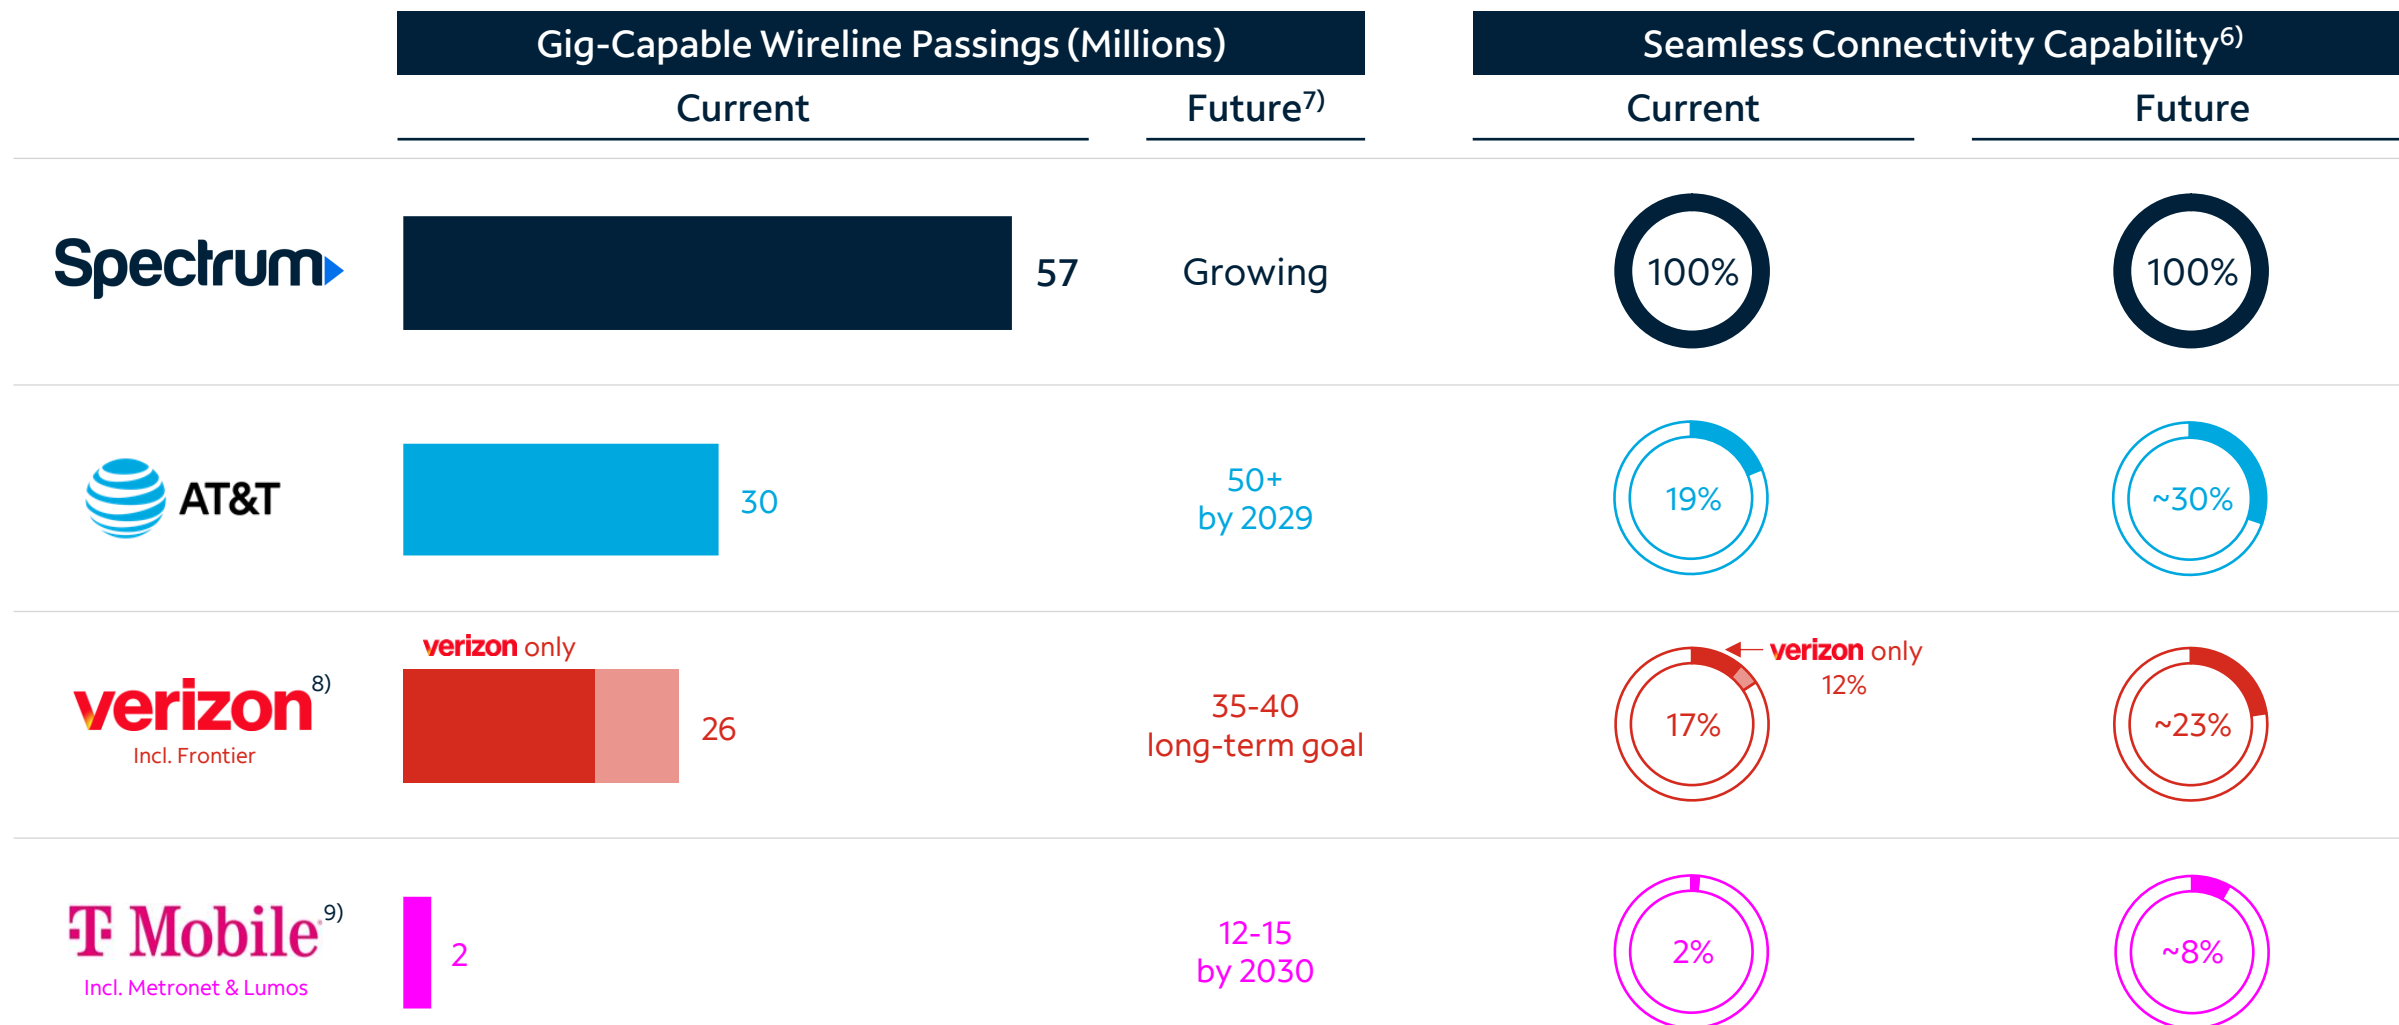 Gig-Capable Wireline Passings (Millions)
Seamless Connectivity Capability6)
Current
Future7)
Current
Future
Spectrum
57
Growing
100%
100%
AT&T
30
50+
by 2029
19%
~30%
verizon8)
Incl. Frontier
verizon only
26
35-40
long-term goal
17%
verizon only
12%
~23%
T Mobile9)
Incl. Metronet & Lumos
2
12-15
by 2030
2%
~8%